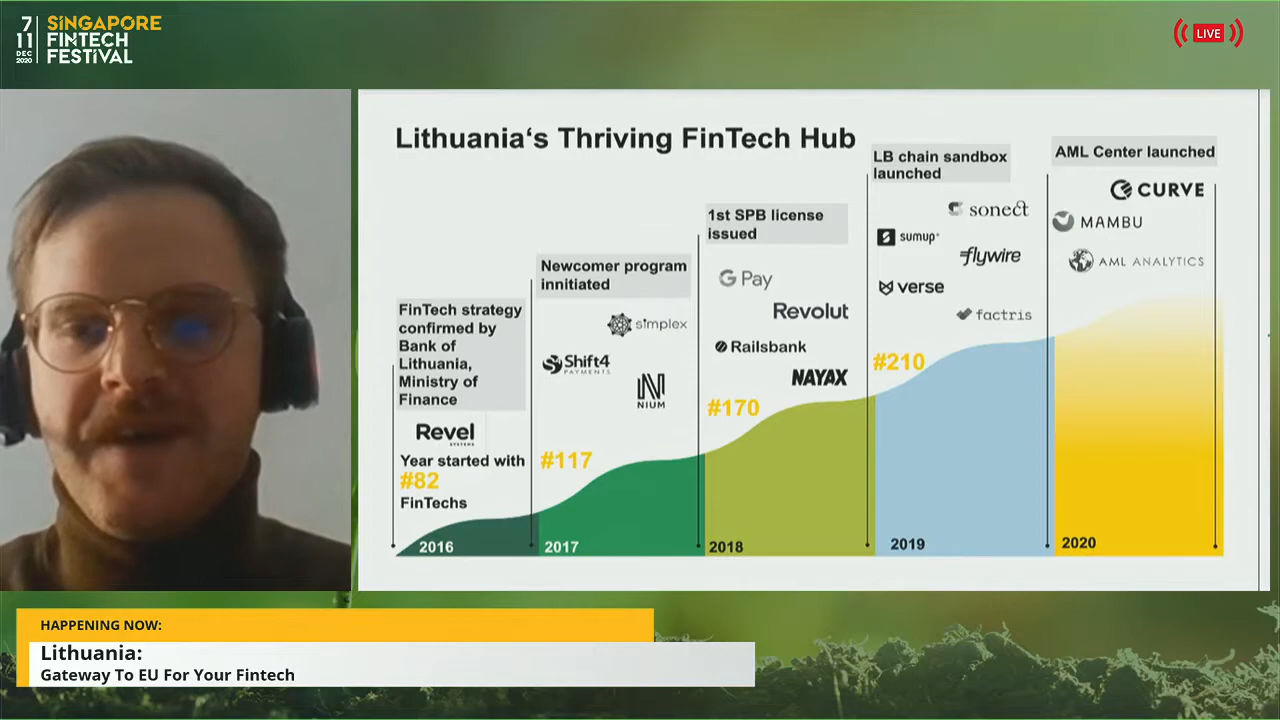 7
11
DEC
2020
SINGAPORE
FINTECH
FESTIVAL
LIVE
Lithuania‘s Thriving FinTech Hub
FinTech strategy
confirmed by
Bank of
Lithuania,
Ministry of
Finance
Revel
SYSTEMS
Year started with
#82
FinTechs
2016
Newcomer program
innitiated
simplex
Shift4
PAYMENTS
NIUM
#117
2017
1st SPB license
issued
G Pay
Revolut
Railsbank
NAYAX
#170
2018
LB chain sandbox
launched
sonect
sumup
flywire
verse
factris
#210
2019
AML Center launched
CURVE
MAMBU
AML ANALYTICS
2020
HAPPENING NOW:
Lithuania:
Gateway To EU For Your Fintech